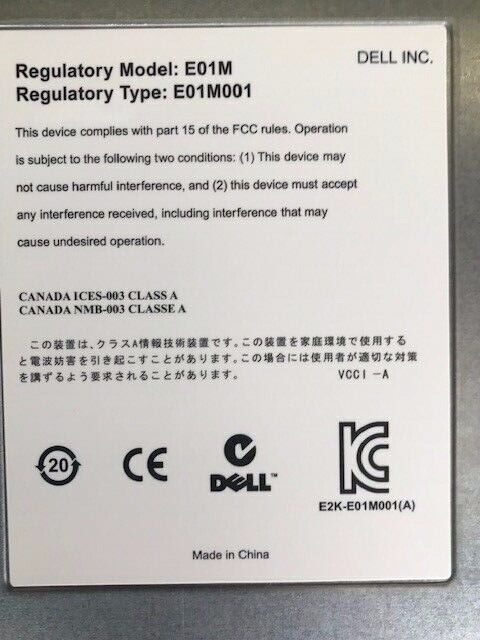 DELL INC.
Regulatory Model: E01M
Regulatory Type: E01M001
This device complies with part 15 of the FCC rules. Operation
is subject to the following two conditions: (1) This device may
not cause harmful interference, and (2) this device must accept
any interference received, including interference that may
cause undesired operation.
CANADA ICES-003 CLASS A
CANADA NMB-003 CLASSE A
この装置は、クラスA情報技術装置です。この装置を家庭環境で使用する
と電波妨害を引き起こすことがあります。この場合には使用者が適切な対策
を講ずるよう要求されることがあります。 VCCI-A
20 CE DELL™ KC
E2K-E01M001(A)
Made in China